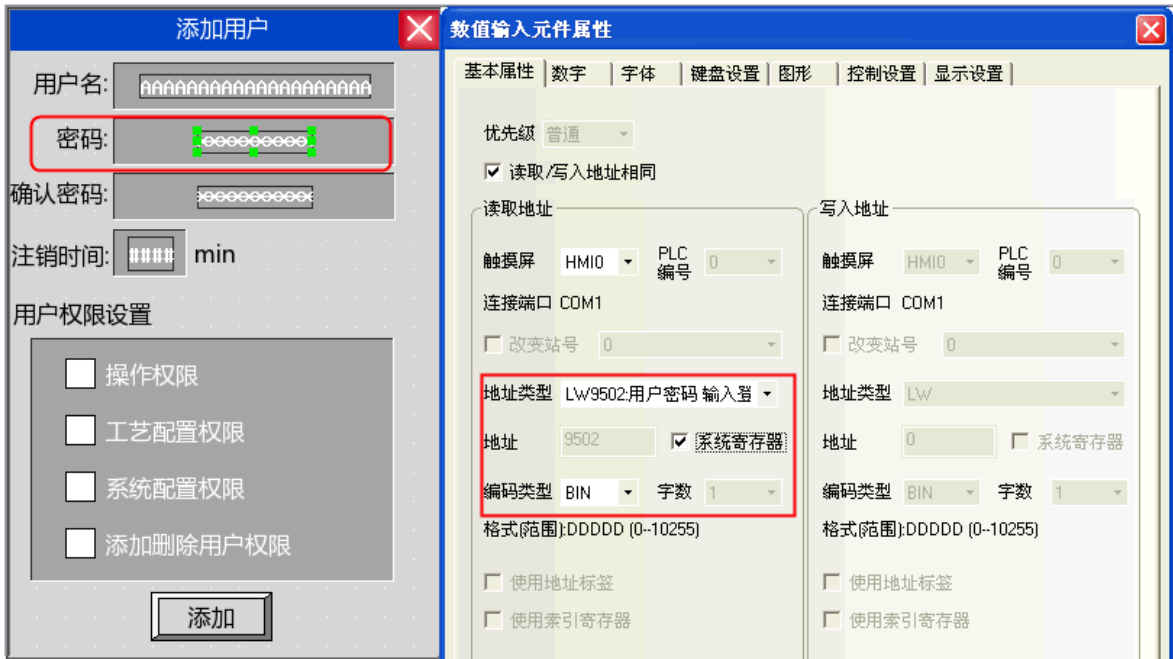 添加用户
用户名: AAAAAAAAAAAAAAAAAAAA
密码:
确认密码:
注销时间: #### min
用户权限设置
操作权限
工艺配置权限
系统配置权限
添加删除用户权限
添加
数值输入元件属性
基本属性 数字 字体 键盘设置 图形 控制设置 显示设置
优先级 普通
读取/写入地址相同
读取地址
触摸屏 HMI0 PLC编号 0
连接端口 COM1
改变站号 0
地址类型 LW9502:用户密码 输入登
地址 9502 系统寄存器
编码类型 BIN 字数 1
格式(范围):DDDDD (0--10255)
使用地址标签
使用索引寄存器
写入地址
触摸屏 HMI0 PLC编号 0
连接端口 COM1
改变站号 0
地址类型 LW
地址 0 系统寄存器
编码类型 BIN 字数 1
格式(范围):DDDDD (0--10255)
使用地址标签
使用索引寄存器